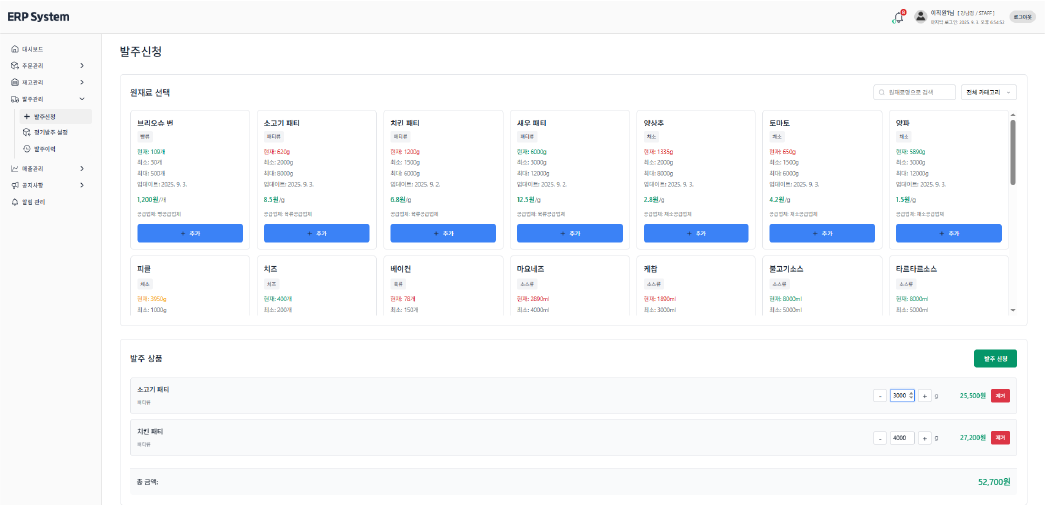 ERP System
6
이지원1님 [ 강남점 / STAFF ]
로그아웃
대시보드
주문관리
재고관리
발주관리
발주신청
정기발주 설정
발주이력
매출관리
공지사항
알림 관리
발주신청
원재료 선택
원재료명으로 검색
전체 카테고리
브리오슈 번
빵류
현재: 109개
최소: 50개
최대: 500개
업데이트: 2025. 9. 3.
1,200원/개
공급업체: 빵공급업체
+ 추가
소고기 패티
패티류
현재: 620g
최소: 2000g
최대: 8000g
업데이트: 2025. 9. 3.
8.5원/g
공급업체: 육류공급업체
+ 추가
치킨 패티
패티류
현재: 1200g
최소: 1500g
최대: 6000g
업데이트: 2025. 9. 2.
6.8원/g
공급업체: 육류공급업체
+ 추가
새우 패티
패티류
현재: 6000g
최소: 3000g
최대: 12000g
업데이트: 2025. 9. 2.
12.5원/g
공급업체: 육류공급업체
+ 추가
양상추
채소
현재: 1335g
최소: 2000g
최대: 8000g
업데이트: 2025. 9. 3.
2.8원/g
공급업체: 채소공급업체
+ 추가
토마토
채소
현재: 650g
최소: 1500g
최대: 6000g
업데이트: 2025. 9. 3.
4.2원/g
공급업체: 채소공급업체
+ 추가
양파
채소
현재: 5890g
최소: 3000g
최대: 12000g
업데이트: 2025. 9. 3.
1.5원/g
공급업체: 채소공급업체
+ 추가
피클
채소
현재: 3950g
최소: 1000g
치즈
치즈
현재: 400개
최소: 200개
베이컨
육류
현재: 78개
최소: 150개
마요네즈
소스류
현재: 2890ml
최소: 4000ml
케찹
소스류
현재: 1890ml
최소: 3000ml
불고기소스
소스류
현재: 8000ml
최소: 5000ml
타르타르소스
소스류
현재: 8000ml
최소: 5000ml
발주 상품
발주 신청
소고기 패티
패티류
- 3000 + g 25,500원 제거
치킨 패티
패티류
- 4000 + g 27,200원 제거
총 금액: 52,700원